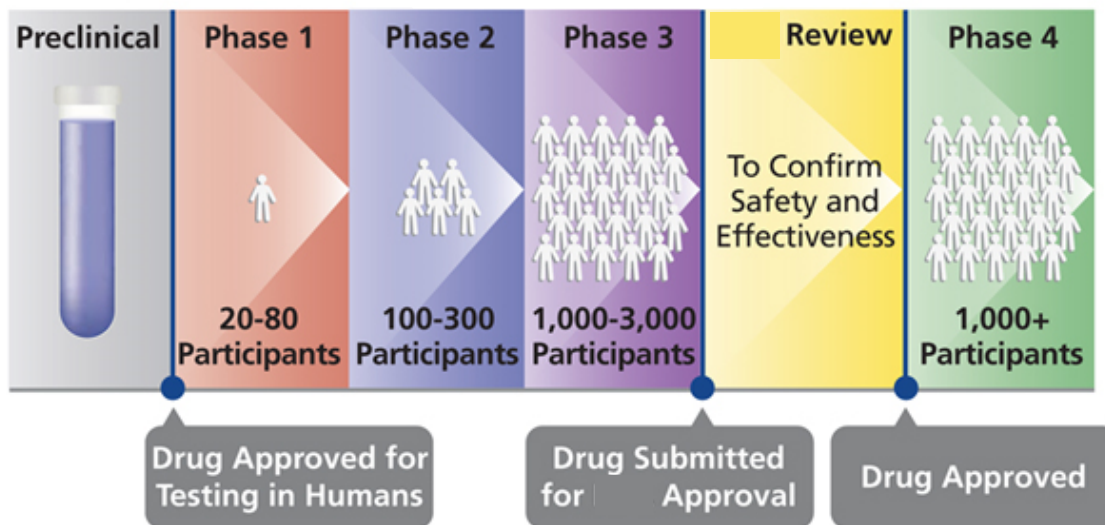 Preclinical
Phase 1
Phase 2
Phase 3
Review
Phase 4
To Confirm
Safety and
Effectiveness
20-80
Participants
100-300
Participants
1,000-3,000
Participants
1,000+
Participants
Drug Approved for
Testing in Humans
Drug Submitted
for Approval
Drug Approved